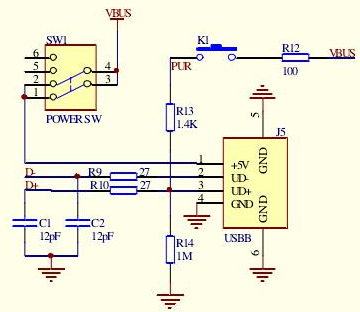 VBUS
SW1
K1
R12
VBUS
6
5
2
1
4
3
PUR
100
POWER SW
R13
1.4K
5
J5
D-
R9
27
1
+5V
GND
D+
R10
27
2
UD-
3
UD+
4
GND
GND
C1
12pF
C2
12pF
R14
1M
USBB
6